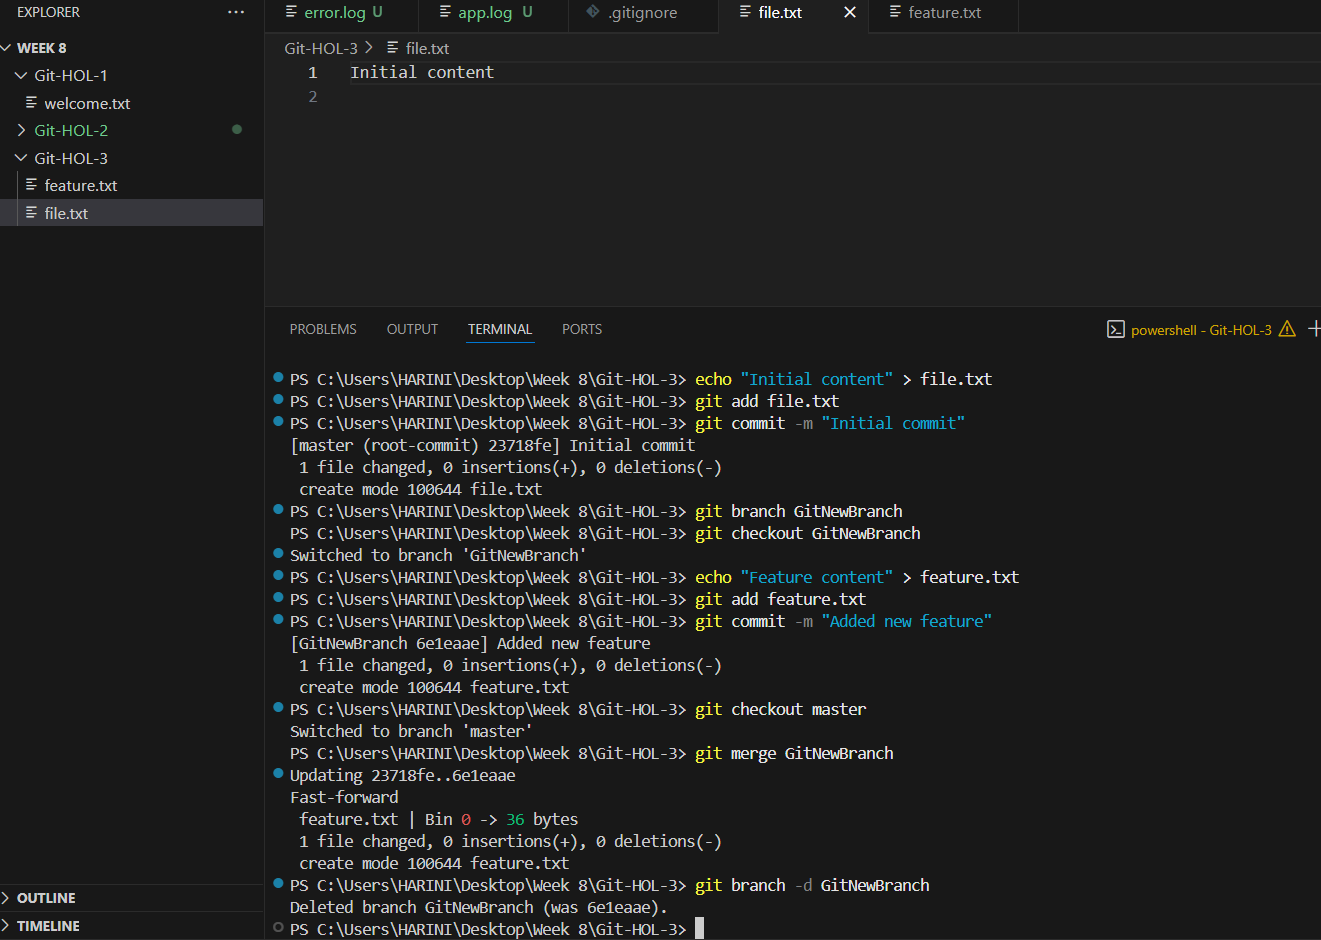 EXPLORER ...
error.log U
app.log U
.gitignore
file.txt
feature.txt
WEEK 8
Git-HOL-1
welcome.txt
Git-HOL-2
Git-HOL-3
feature.txt
file.txt
OUTLINE
TIMELINE
Git-HOL-3 > file.txt
1 Initial content
2
PROBLEMS OUTPUT TERMINAL PORTS
powershell - Git-HOL-3
PS C:\Users\HARINI\Desktop\Week 8\Git-HOL-3> echo "Initial content" > file.txt
PS C:\Users\HARINI\Desktop\Week 8\Git-HOL-3> git add file.txt
PS C:\Users\HARINI\Desktop\Week 8\Git-HOL-3> git commit -m "Initial commit"
[master (root-commit) 23718fe] Initial commit
 1 file changed, 0 insertions(+), 0 deletions(-)
 create mode 100644 file.txt
PS C:\Users\HARINI\Desktop\Week 8\Git-HOL-3> git branch GitNewBranch
PS C:\Users\HARINI\Desktop\Week 8\Git-HOL-3> git checkout GitNewBranch
Switched to branch 'GitNewBranch'
PS C:\Users\HARINI\Desktop\Week 8\Git-HOL-3> echo "Feature content" > feature.txt
PS C:\Users\HARINI\Desktop\Week 8\Git-HOL-3> git add feature.txt
PS C:\Users\HARINI\Desktop\Week 8\Git-HOL-3> git commit -m "Added new feature"
[GitNewBranch 6e1eaae] Added new feature
 1 file changed, 0 insertions(+), 0 deletions(-)
 create mode 100644 feature.txt
PS C:\Users\HARINI\Desktop\Week 8\Git-HOL-3> git checkout master
Switched to branch 'master'
PS C:\Users\HARINI\Desktop\Week 8\Git-HOL-3> git merge GitNewBranch
Updating 23718fe..6e1eaae
Fast-forward
 feature.txt | Bin 0 -> 36 bytes
 1 file changed, 0 insertions(+), 0 deletions(-)
 create mode 100644 feature.txt
PS C:\Users\HARINI\Desktop\Week 8\Git-HOL-3> git branch -d GitNewBranch
Deleted branch GitNewBranch (was 6e1eaae).
PS C:\Users\HARINI\Desktop\Week 8\Git-HOL-3>